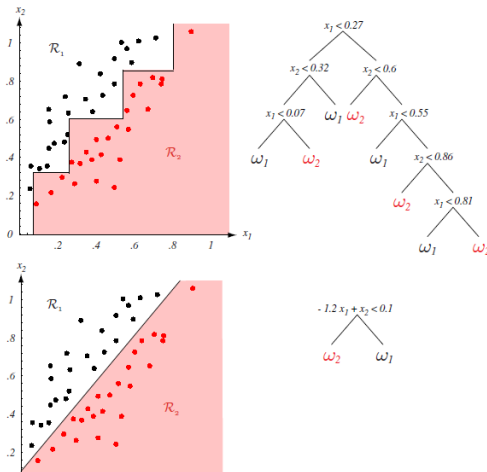 x₂
1
.8
.6
.4
.2
0
.2
.4
.6
.8
1
x₁
ℛ₁
ℛ₂
x₁ < 0.27
x₂ < 0.32
x₂ < 0.6
x₁ < 0.07
ω₁
ω₂
x₁ < 0.55
ω₁
ω₂
ω₁
x₂ < 0.86
ω₂
x₁ < 0.81
ω₁
ω₂
x₂
1
.8
.6
.4
.2
ℛ₁
ℛ₂
- 1.2 x₁ + x₂ < 0.1
ω₂
ω₁